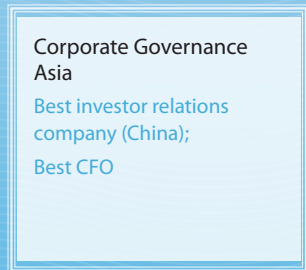 Corporate Governance
Asia
Best investor relations
company (China);
Best CFO